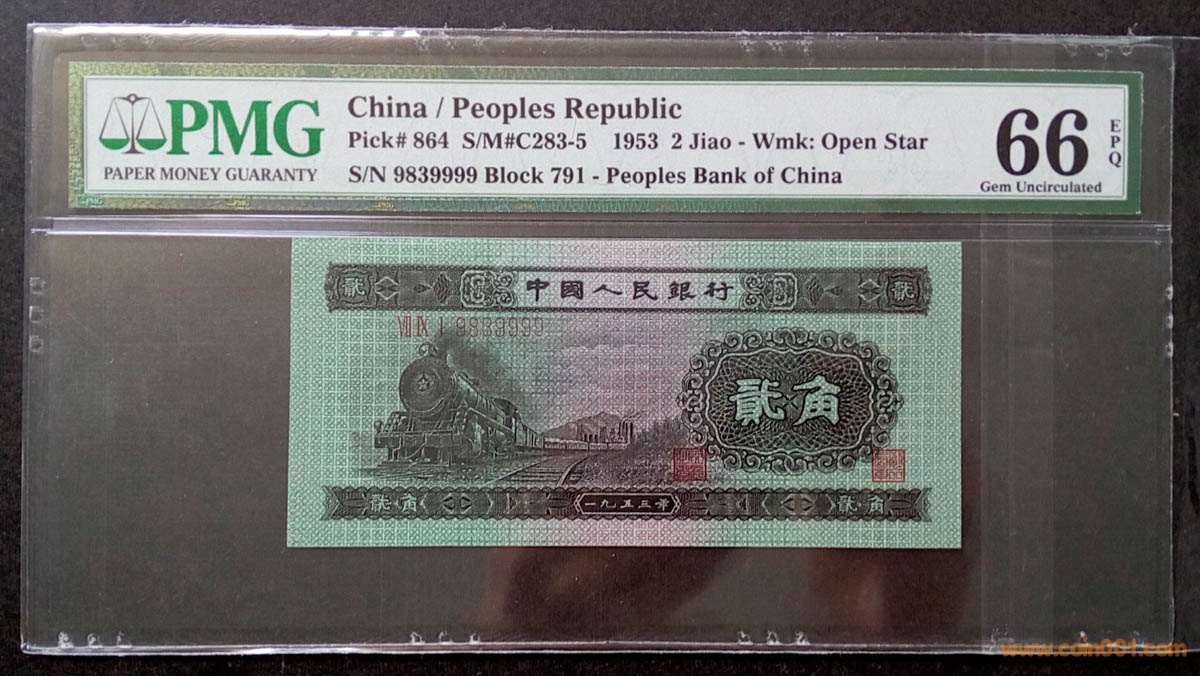 PMG
PAPER MONEY GUARANTY
China / Peoples Republic
Pick# 864 S/M#C283-5 1953 2 Jiao - Wmk: Open Star
S/N 9839999 Block 791 - Peoples Bank of China
66
EPQ
Gem Uncirculated
PMG
PMG
貳
中國人民銀行
貳
Ⅶ Ⅸ Ⅰ 9839999
貳角
貳角
一九五三年
貳角
www.coin001.com